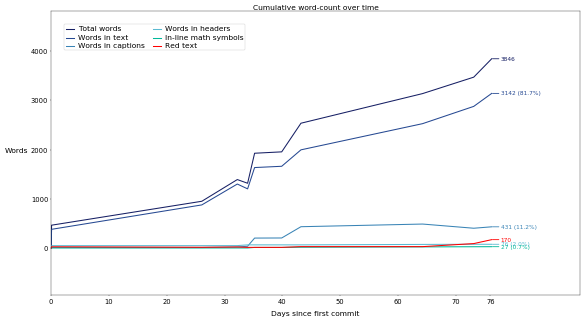 Cumulative word-count over time
Total words
Words in text
Words in captions
Words in headers
In-line math symbols
Red text
4000
3000
2000
1000
0
Words
3846
3142 (81.7%)
431 (11.2%)
170
27 (0.7%)
0 10 20 30 40 50 60 70 76
Days since first commit